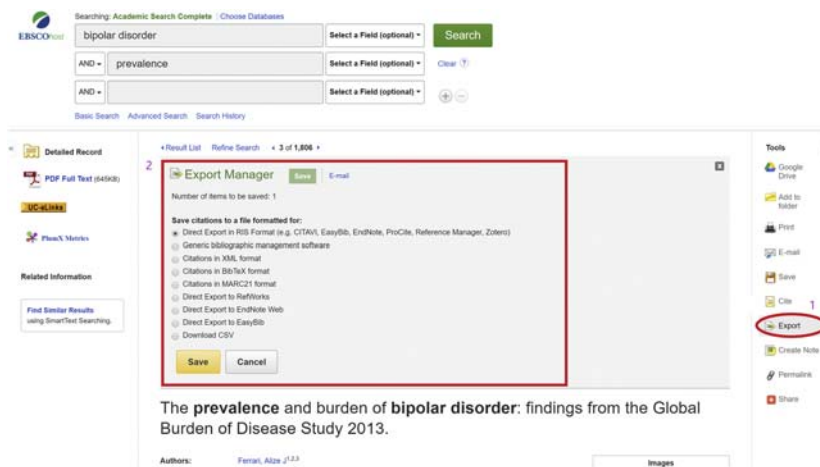 Searching: Academic Search Complete | Choose Databases
EBSCOhost
bipolar disorder
Select a Field (optional)
Search
AND
prevalence
Select a Field (optional)
Clear ?
AND
Select a Field (optional)
Basic Search Advanced Search Search History
Detailed Record
PDF Full Text (645KB)
UC-eLinks
PlumX Metrics
Related Information
Find Similar Results
using SmartText Searching.
Result List Refine Search 3 of 1,806
2
Export Manager Save E-mail
Number of items to be saved: 1
Save citations to a file formatted for:
Direct Export in RIS Format (e.g. CITAVI, EasyBib, EndNote, ProCite, Reference Manager, Zotero)
Generic bibliographic management software
Citations in XML format
Citations in BibTeX format
Citations in MARC21 format
Direct Export to RefWorks
Direct Export to EndNote Web
Direct Export to EasyBib
Download CSV
Save Cancel
The prevalence and burden of bipolar disorder: findings from the Global
Burden of Disease Study 2013.
Authors: Ferrari, Alize J1,2,3
Images
Tools
Google
Drive
Add to
folder
Print
E-mail
Save
Cite
1
Export
Create Note
Permalink
Share